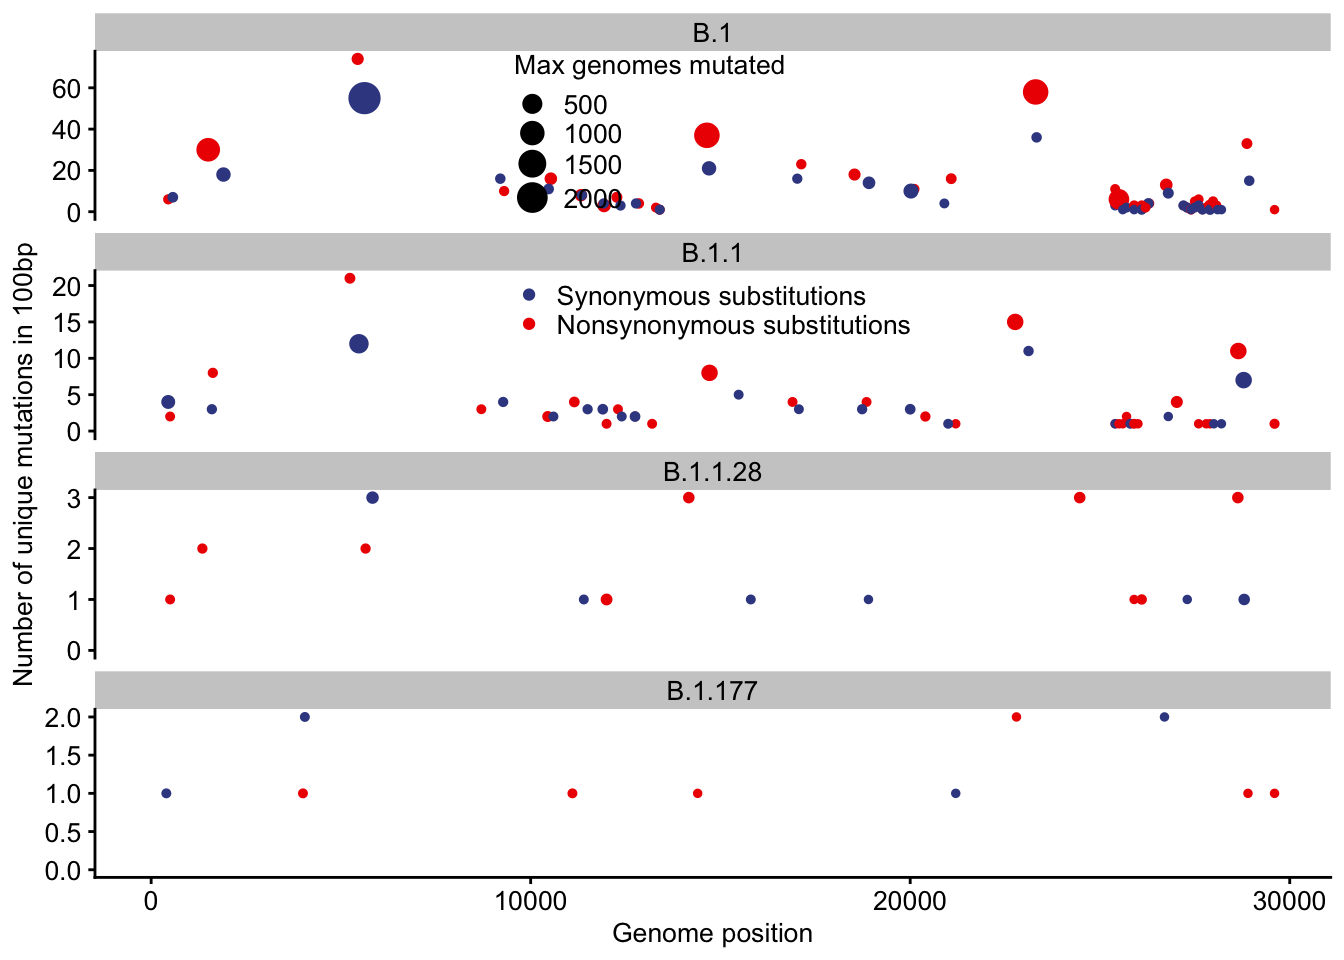 B.1
Max genomes mutated
500
1000
1500
2000
60
40
20
0
B.1.1
Synonymous substitutions
Nonsynonymous substitutions
20
15
10
5
0
B.1.1.28
3
2
1
0
B.1.177
2.0
1.5
1.0
0.5
0.0
0 10000 20000 30000
Genome position
Number of unique mutations in 100bp